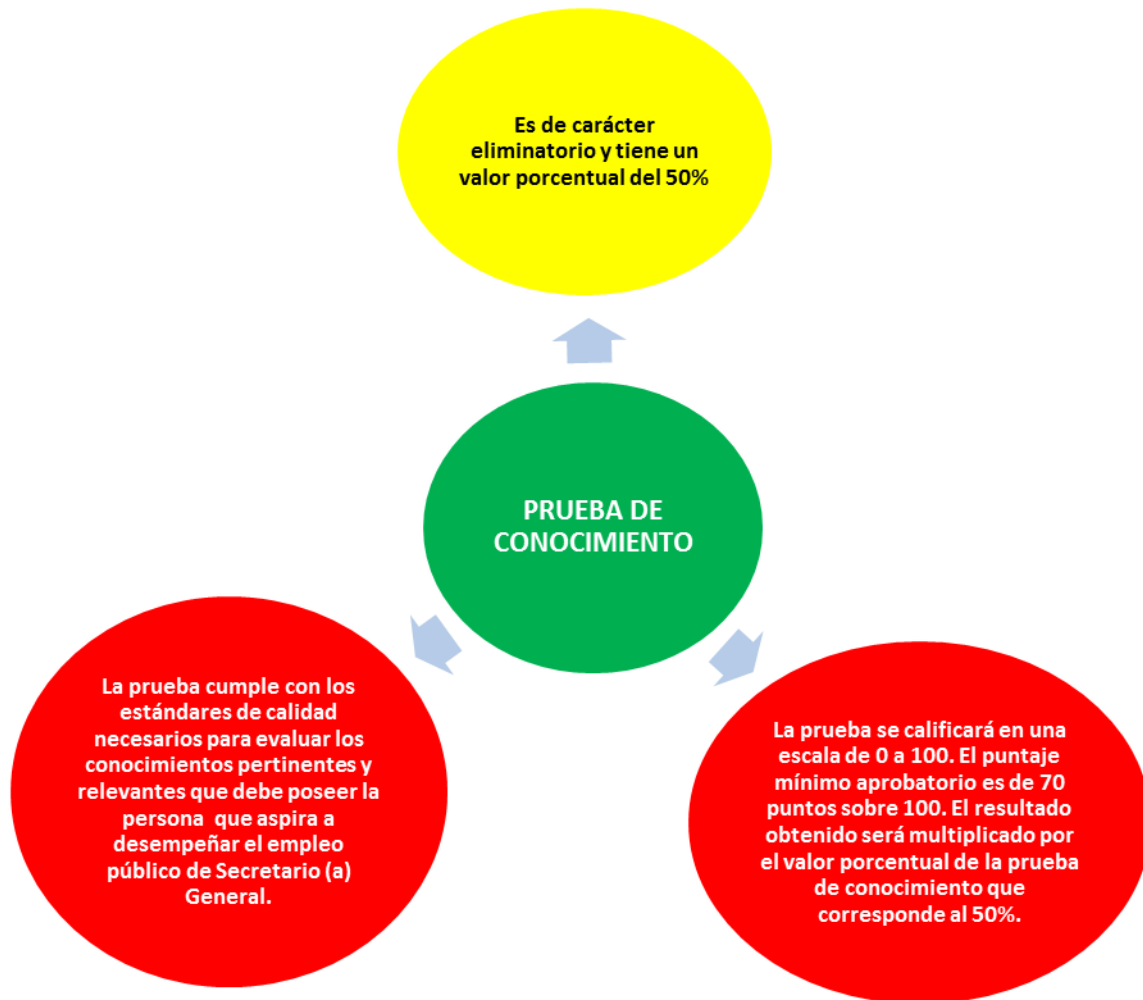 Es de carácter
eliminatorio y tiene un
valor porcentual del 50%
PRUEBA DE
CONOCIMIENTO
La prueba cumple con los
estándares de calidad
necesarios para evaluar los
conocimientos pertinentes y
relevantes que debe poseer la
persona que aspira a
desempeñar el empleo
público de Secretario (a)
General.
La prueba se calificará en una
escala de 0 a 100. El puntaje
mínimo aprobatorio es de 70
puntos sobre 100. El resultado
obtenido será multiplicado por
el valor porcentual de la prueba
de conocimiento que
corresponde al 50%.